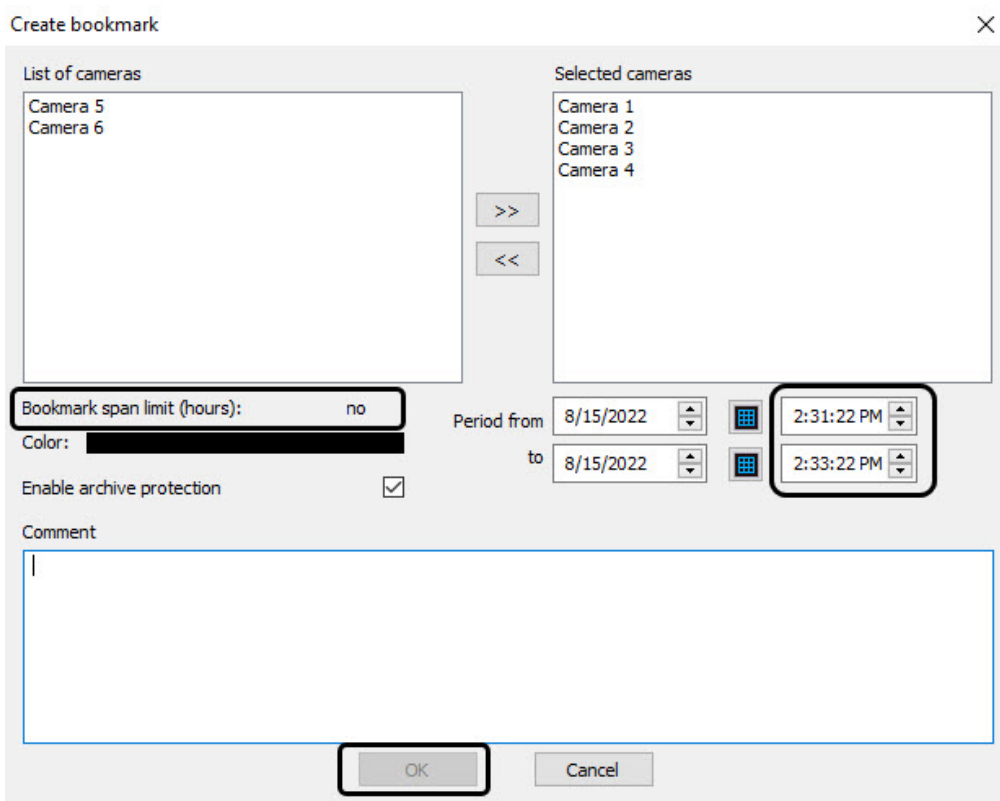 Create bookmark
List of cameras
Camera 5
Camera 6
>>
<<
Selected cameras
Camera 1
Camera 2
Camera 3
Camera 4
Bookmark span limit (hours): no
Color:
Enable archive protection
Period from 8/15/2022 2:31:22 PM
to 8/15/2022 2:33:22 PM
Comment
OK Cancel